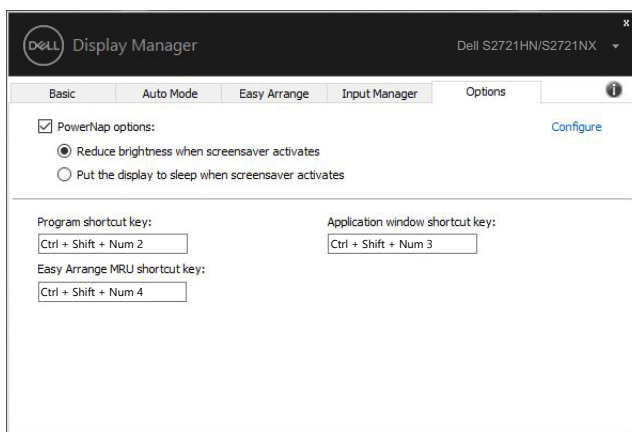 x
DELL Display Manager
Dell S2721HN/S2721NX
Basic Auto Mode Easy Arrange Input Manager Options i
PowerNap options:
Configure
Reduce brightness when screensaver activates
Put the display to sleep when screensaver activates
Program shortcut key:
Application window shortcut key:
Ctrl + Shift + Num 2
Ctrl + Shift + Num 3
Easy Arrange MRU shortcut key:
Ctrl + Shift + Num 4